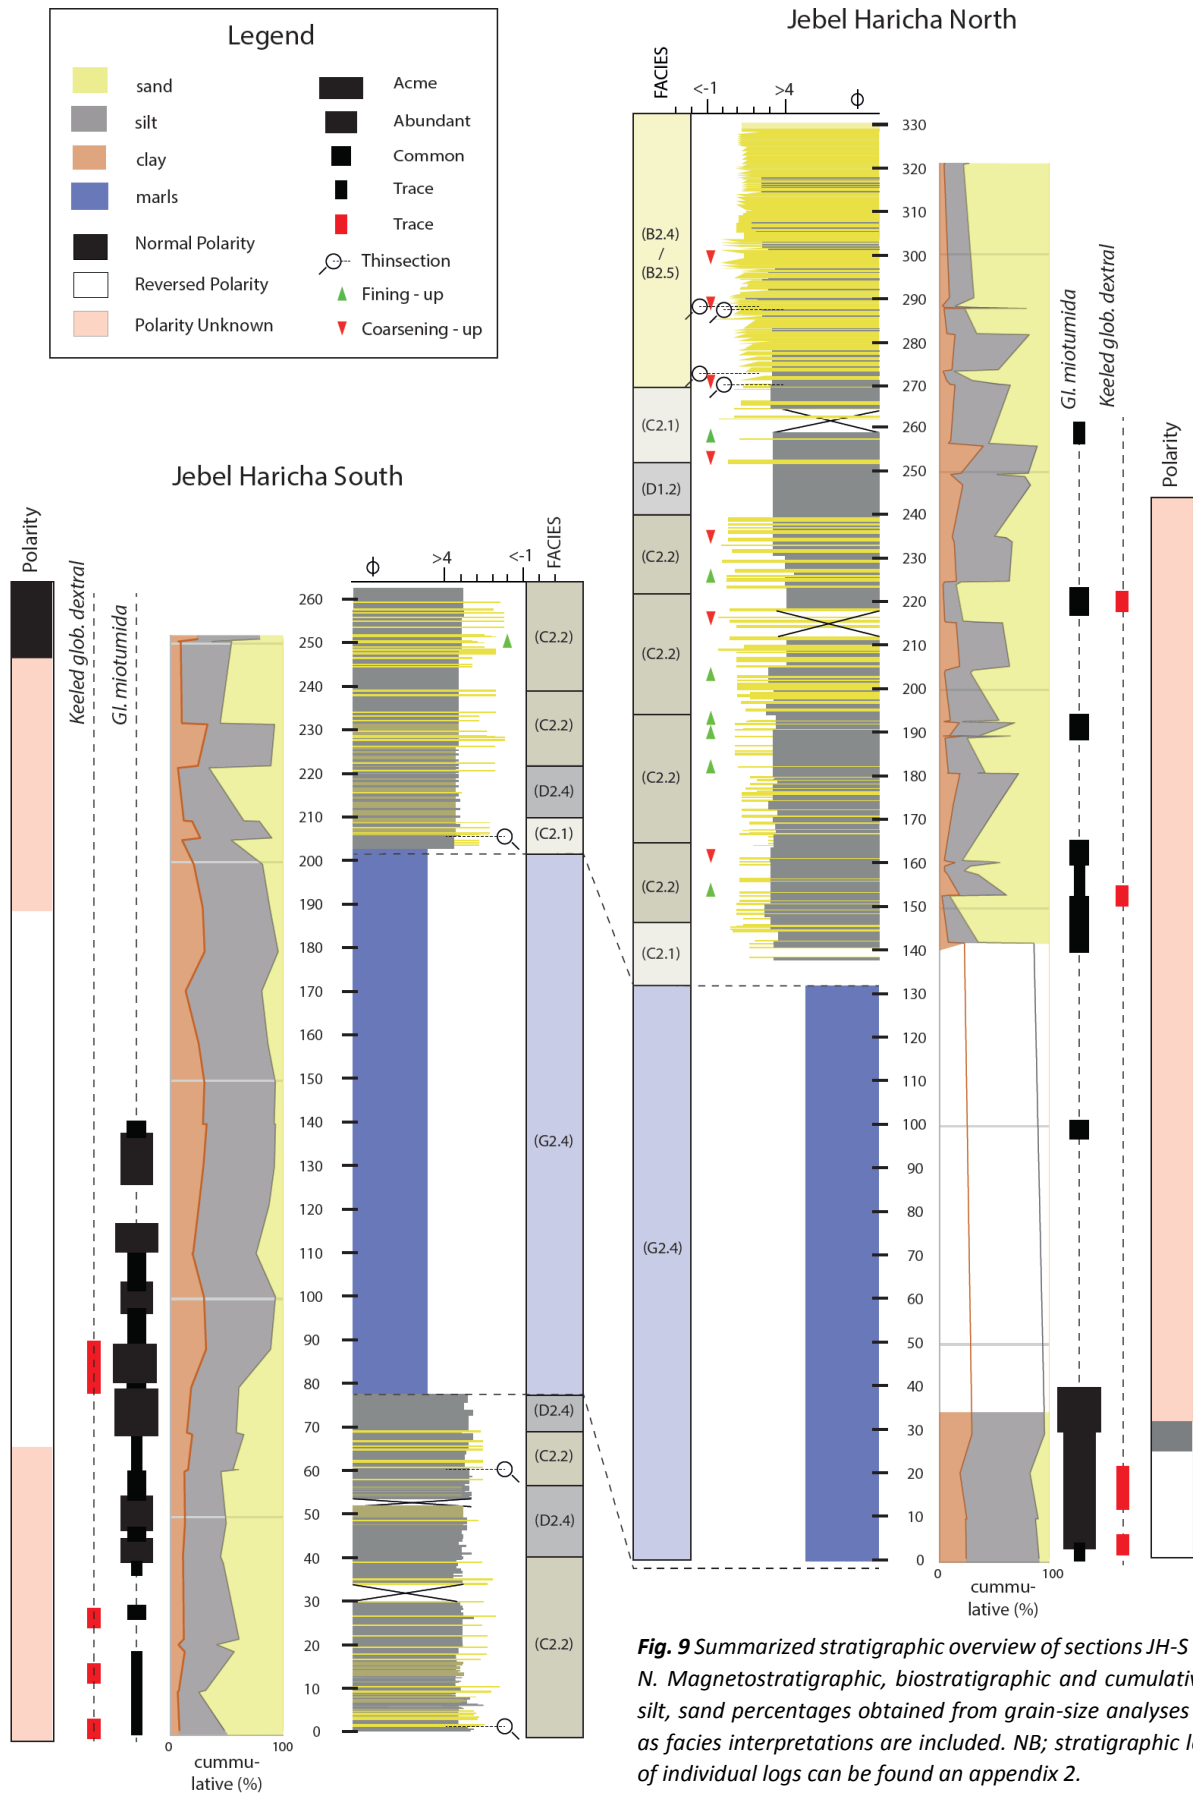 Legend
sand
silt
clay
marls
Normal Polarity
Reversed Polarity
Polarity Unknown
Acme
Abundant
Common
Trace
Trace
Thinsection
Fining - up
Coarsening - up
Jebel Haricha North
FACIES
<-1
>4
Φ
330
320
310
300
290
280
270
260
250
240
230
220
210
200
190
180
170
160
150
140
130
120
110
100
90
80
70
60
50
40
30
20
10
0
(B2.4)
/
(B2.5)
(C2.1)
(D1.2)
(C2.2)
(C2.2)
(C2.2)
(C2.2)
(C2.1)
(G2.4)
Gl. miotumida
Keeled glob. dextral
Polarity
0
100
cummu-
lative (%)
Jebel Haricha South
Polarity
Keeled glob. dextral
Gl. miotumida
Φ
>4
<-1
FACIES
260
250
240
230
220
210
200
190
180
170
160
150
140
130
120
110
100
90
80
70
60
50
40
30
20
10
0
(C2.2)
(C2.2)
(D2.4)
(C2.1)
(G2.4)
(D2.4)
(C2.2)
(D2.4)
(C2.2)
0
100
cummu-
lative (%)
Fig. 9 Summarized stratigraphic overview of sections JH-S
N. Magnetostratigraphic, biostratigraphic and cumulativ
silt, sand percentages obtained from grain-size analyses
as facies interpretations are included. NB; stratigraphic l
of individual logs can be found an appendix 2.